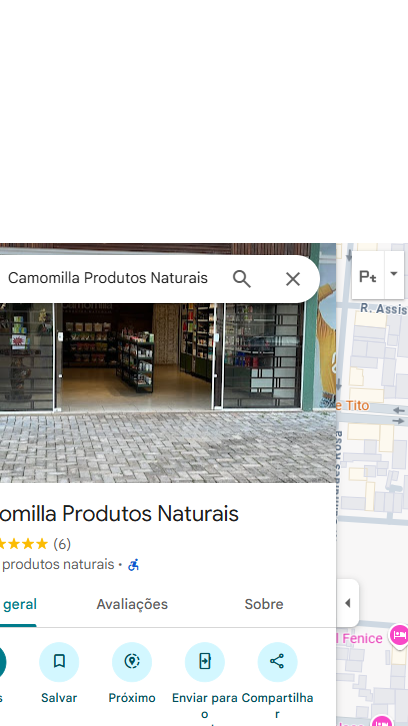 Camomilla Produtos Naturais
Pt
R. Assis
e Tito
omilla Produtos Naturais
(6)
produtos naturais ·
geral
Avaliações
Sobre
l Fenice
s
Salvar
Próximo
Enviar para o
Compartilhar